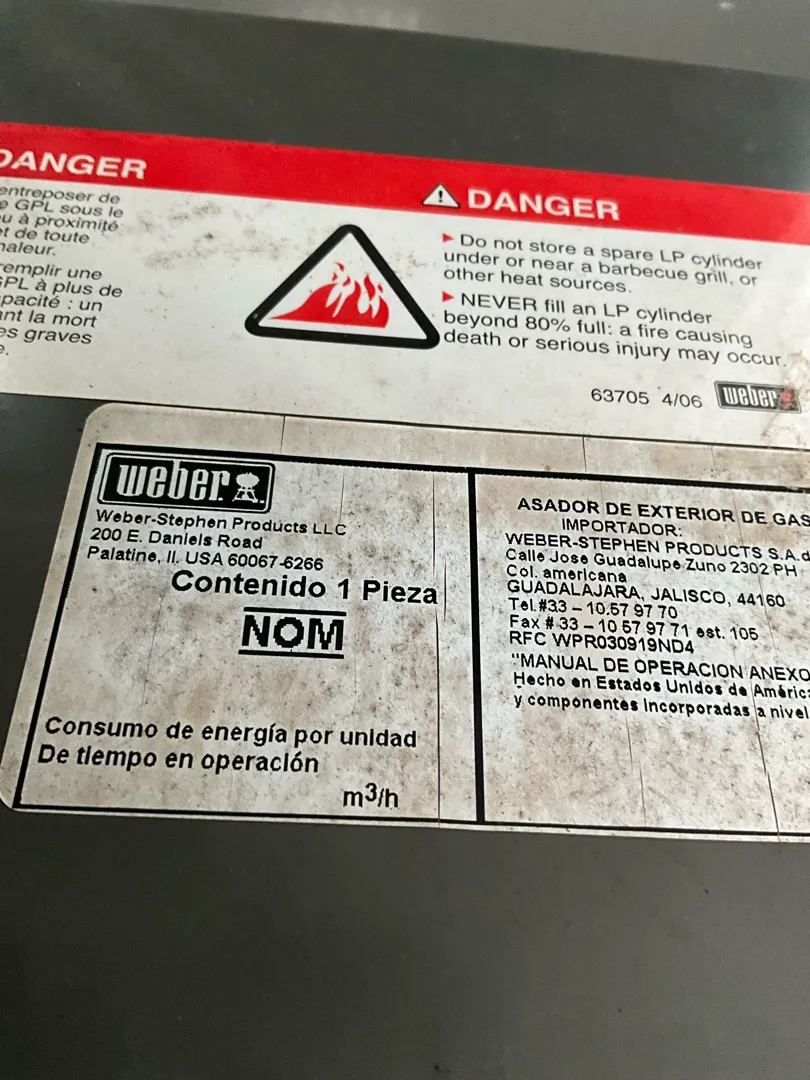 DANGER
entreposer de
GPL sous le
à proximité
et de toute
remplir une
GPL à plus de
un
la mort
graves
DANGER
▸ Do not store a spare LP cylinder
under or near a barbecue grill, or
other heat sources.
▸ NEVER fill an LP cylinder
beyond 80% full: a fire causing
death or serious injury may occur.
63705 4/06 weber
weber
Weber-Stephen Products LLC
200 E. Daniels Road
Palatine, Il. USA 60067-6266
Contenido 1 Pieza
NOM
Consumo de energía por unidad
De tiempo en operación
m³/h
ASADOR DE EXTERIOR DE GAS
IMPORTADOR:
WEBER-STEPHEN PRODUCTS S.A.d
Calle Jose Guadalupe Zuno 2302 PH
Col. americana
GUADALAJARA, JALISCO, 44160
Tel.#33 – 10.57 97 70
Fax # 33 – 10 57 97 71 est. 105
RFC WPR030919ND4
"MANUAL DE OPERACION ANEXO
Hecho en Estados Unidos de
y componentes incorporadas a nivel